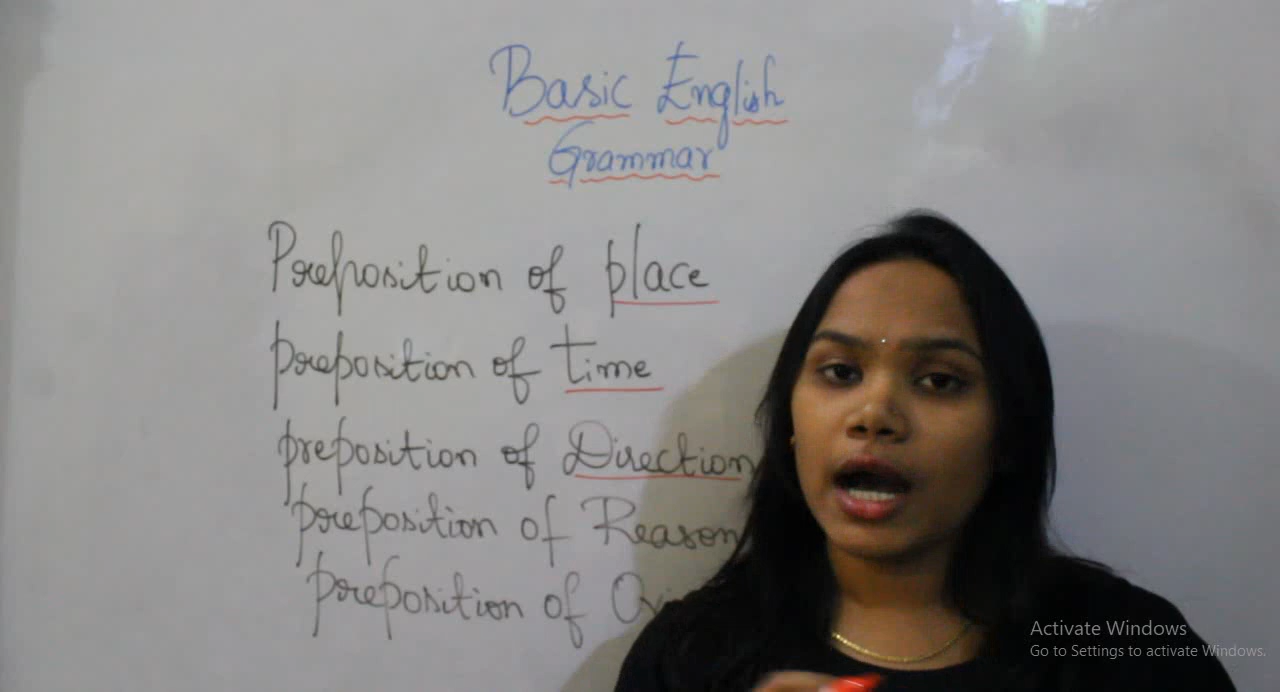 Basic English
Grammar
Preposition of place
preposition of time
preposition of Direction
preposition of Reason
preposition of
Activate Windows
Go to Settings to activate Windows.